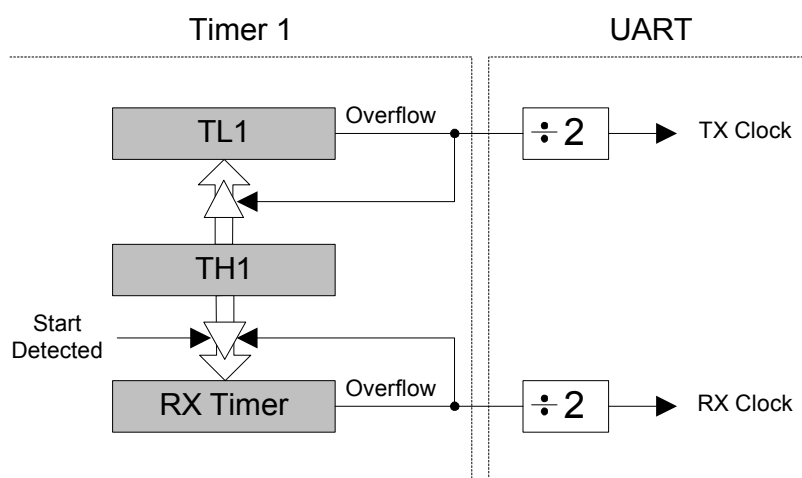 Timer 1
UART
TL1
Overflow
÷ 2
TX Clock
TH1
Start
Detected
RX Timer
Overflow
÷ 2
RX Clock